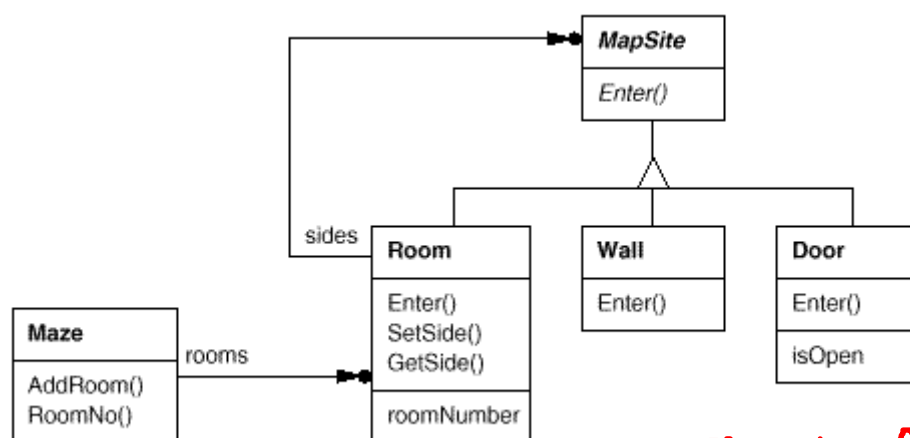 MapSite
Enter()
sides
Room
Enter()
SetSide()
GetSide()
roomNumber
Wall
Enter()
Door
Enter()
isOpen
Maze
AddRoom()
RoomNo()
rooms